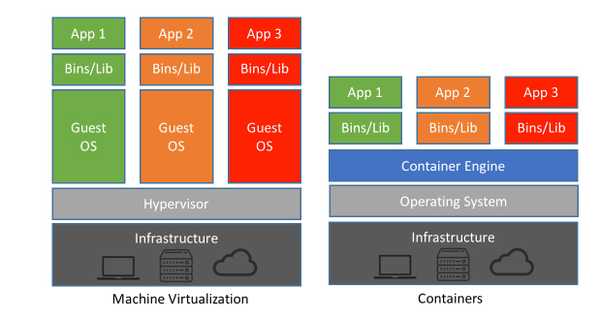 App 1
App 2
App 3
Bins/Lib
Bins/Lib
Bins/Lib
Guest
OS
Guest
OS
Guest
OS
Hypervisor
Infrastructure
Machine Virtualization
App 1
App 2
App 3
Bins/Lib
Bins/Lib
Bins/Lib
Container Engine
Operating System
Infrastructure
Containers